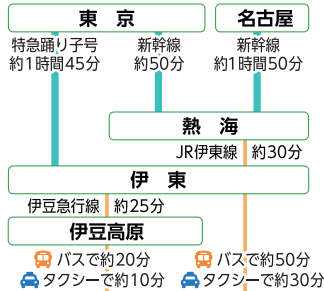 東 京
名古屋
特急踊り子号
約1時間45分
新幹線
約50分
新幹線
約1時間50分
熱 海
JR伊東線 約30分
伊 東
伊豆急行線 約25分
伊豆高原
バスで約20分
タクシーで約10分
バスで約50分
タクシーで約30分